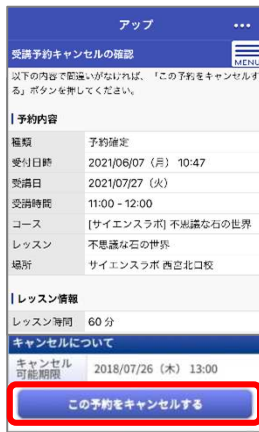 アップ
•••
受講予約キャンセルの確認
MENU
以下の内容で間違いがなければ、「この予約をキャンセルす
る」ボタンを押してください。
予約内容
種類 予約確定
受付日時 2021/06/07（月） 10:47
受講日 2021/07/27（火）
受講時間 11:00 - 12:00
コース [サイエンスラボ] 不思議な石の世界
レッスン 不思議な石の世界
場所 サイエンスラボ 西宮北口校
レッスン情報
レッスン時間 60 分
キャンセルについて
キャンセル
可能期限 2018/07/26（木） 13:00
この予約をキャンセルする